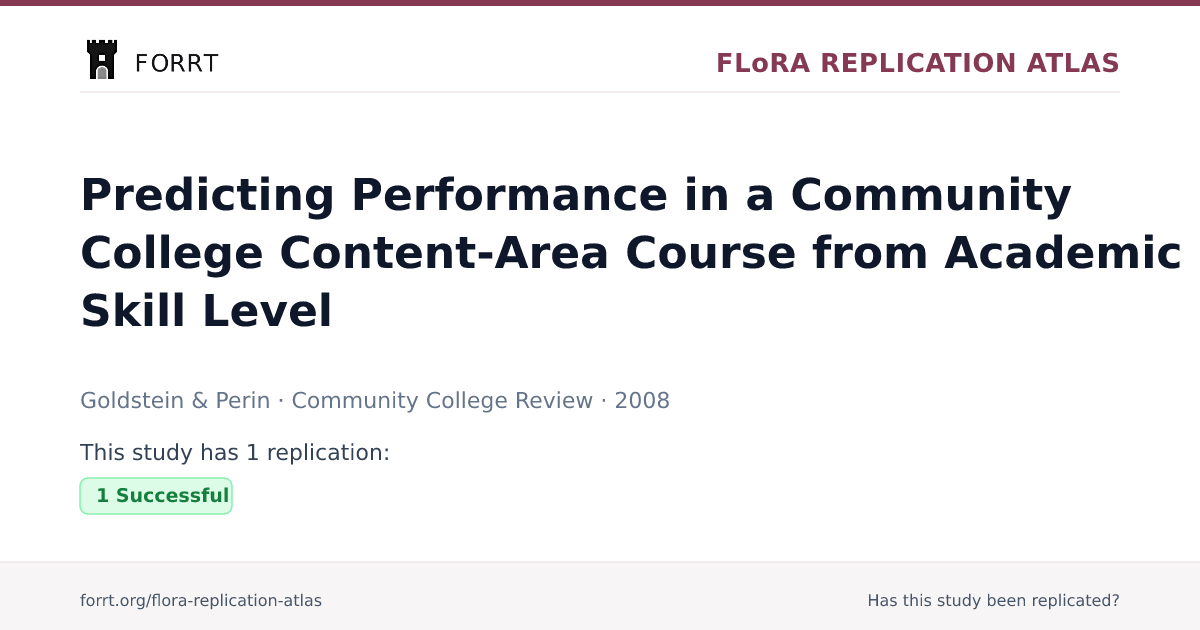 FORRT
FLoRA REPLICATION ATLAS
Predicting Performance in a Community
College Content-Area Course from Academic
Skill Level
Goldstein & Perin · Community College Review · 2008
This study has 1 replication:
1 Successful
forrt.org/flora-replication-atlas
Has this study been replicated?